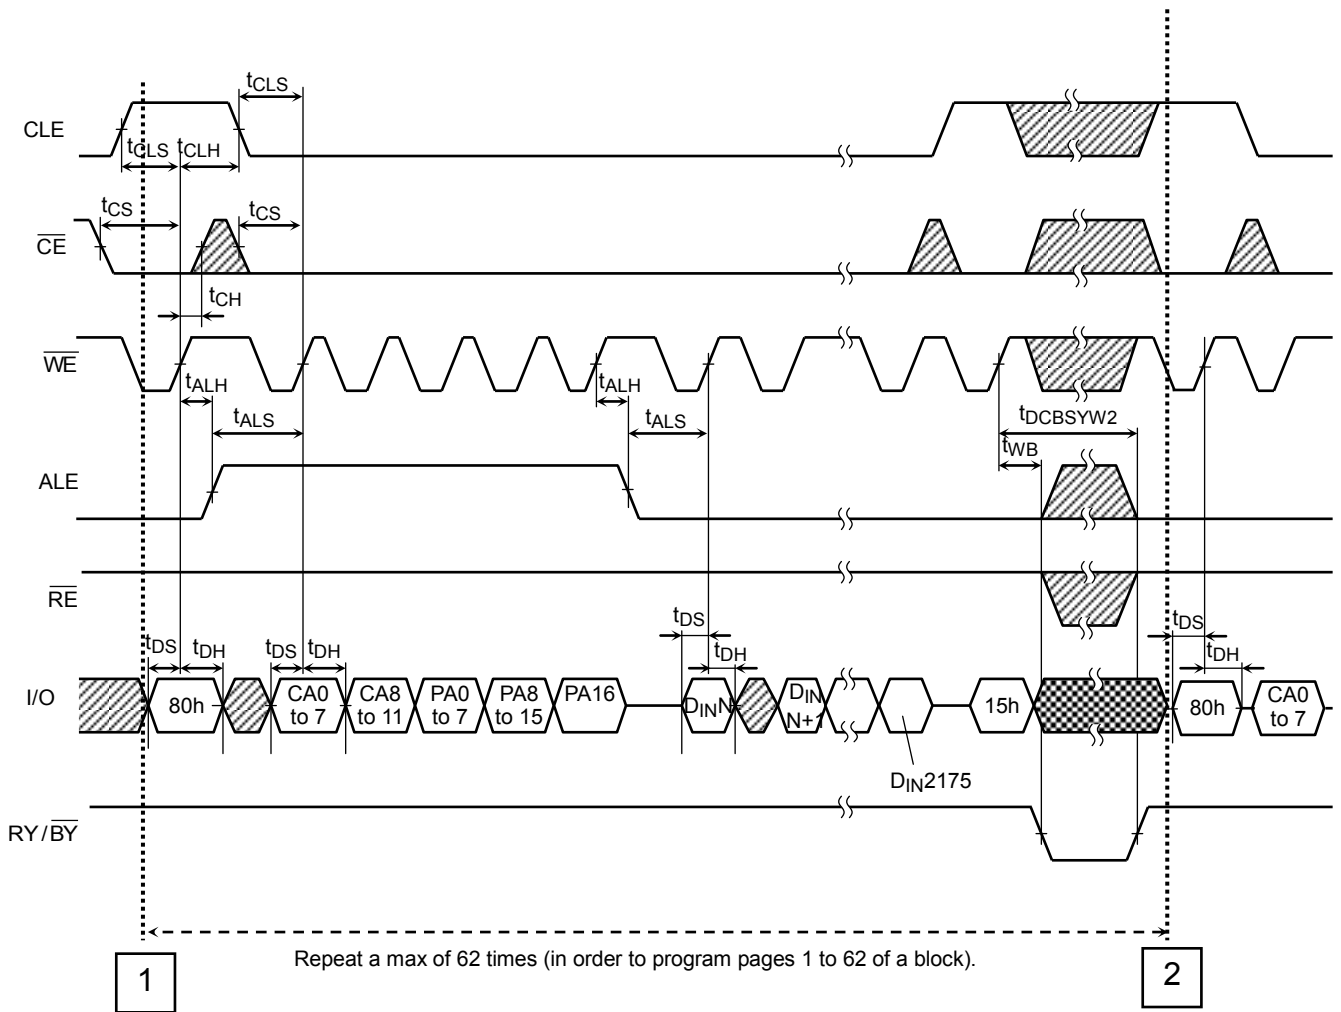 tCLS
CLE
tCLS tCLH
tCS tCS
CE
tCH
WE
tALH tALH
tALS tALS tDCBSYW2
tWB
ALE
RE
tDS tDH tDS tDH tDS tDH tDS tDH
I/O
80h
CA0 to 7
CA8 to 11
PA0 to 7
PA8 to 15
PA16
DINN
DIN N+1
15h
80h
CA0 to 7
DIN2175
RY/BY
Repeat a max of 62 times (in order to program pages 1 to 62 of a block).
1
2